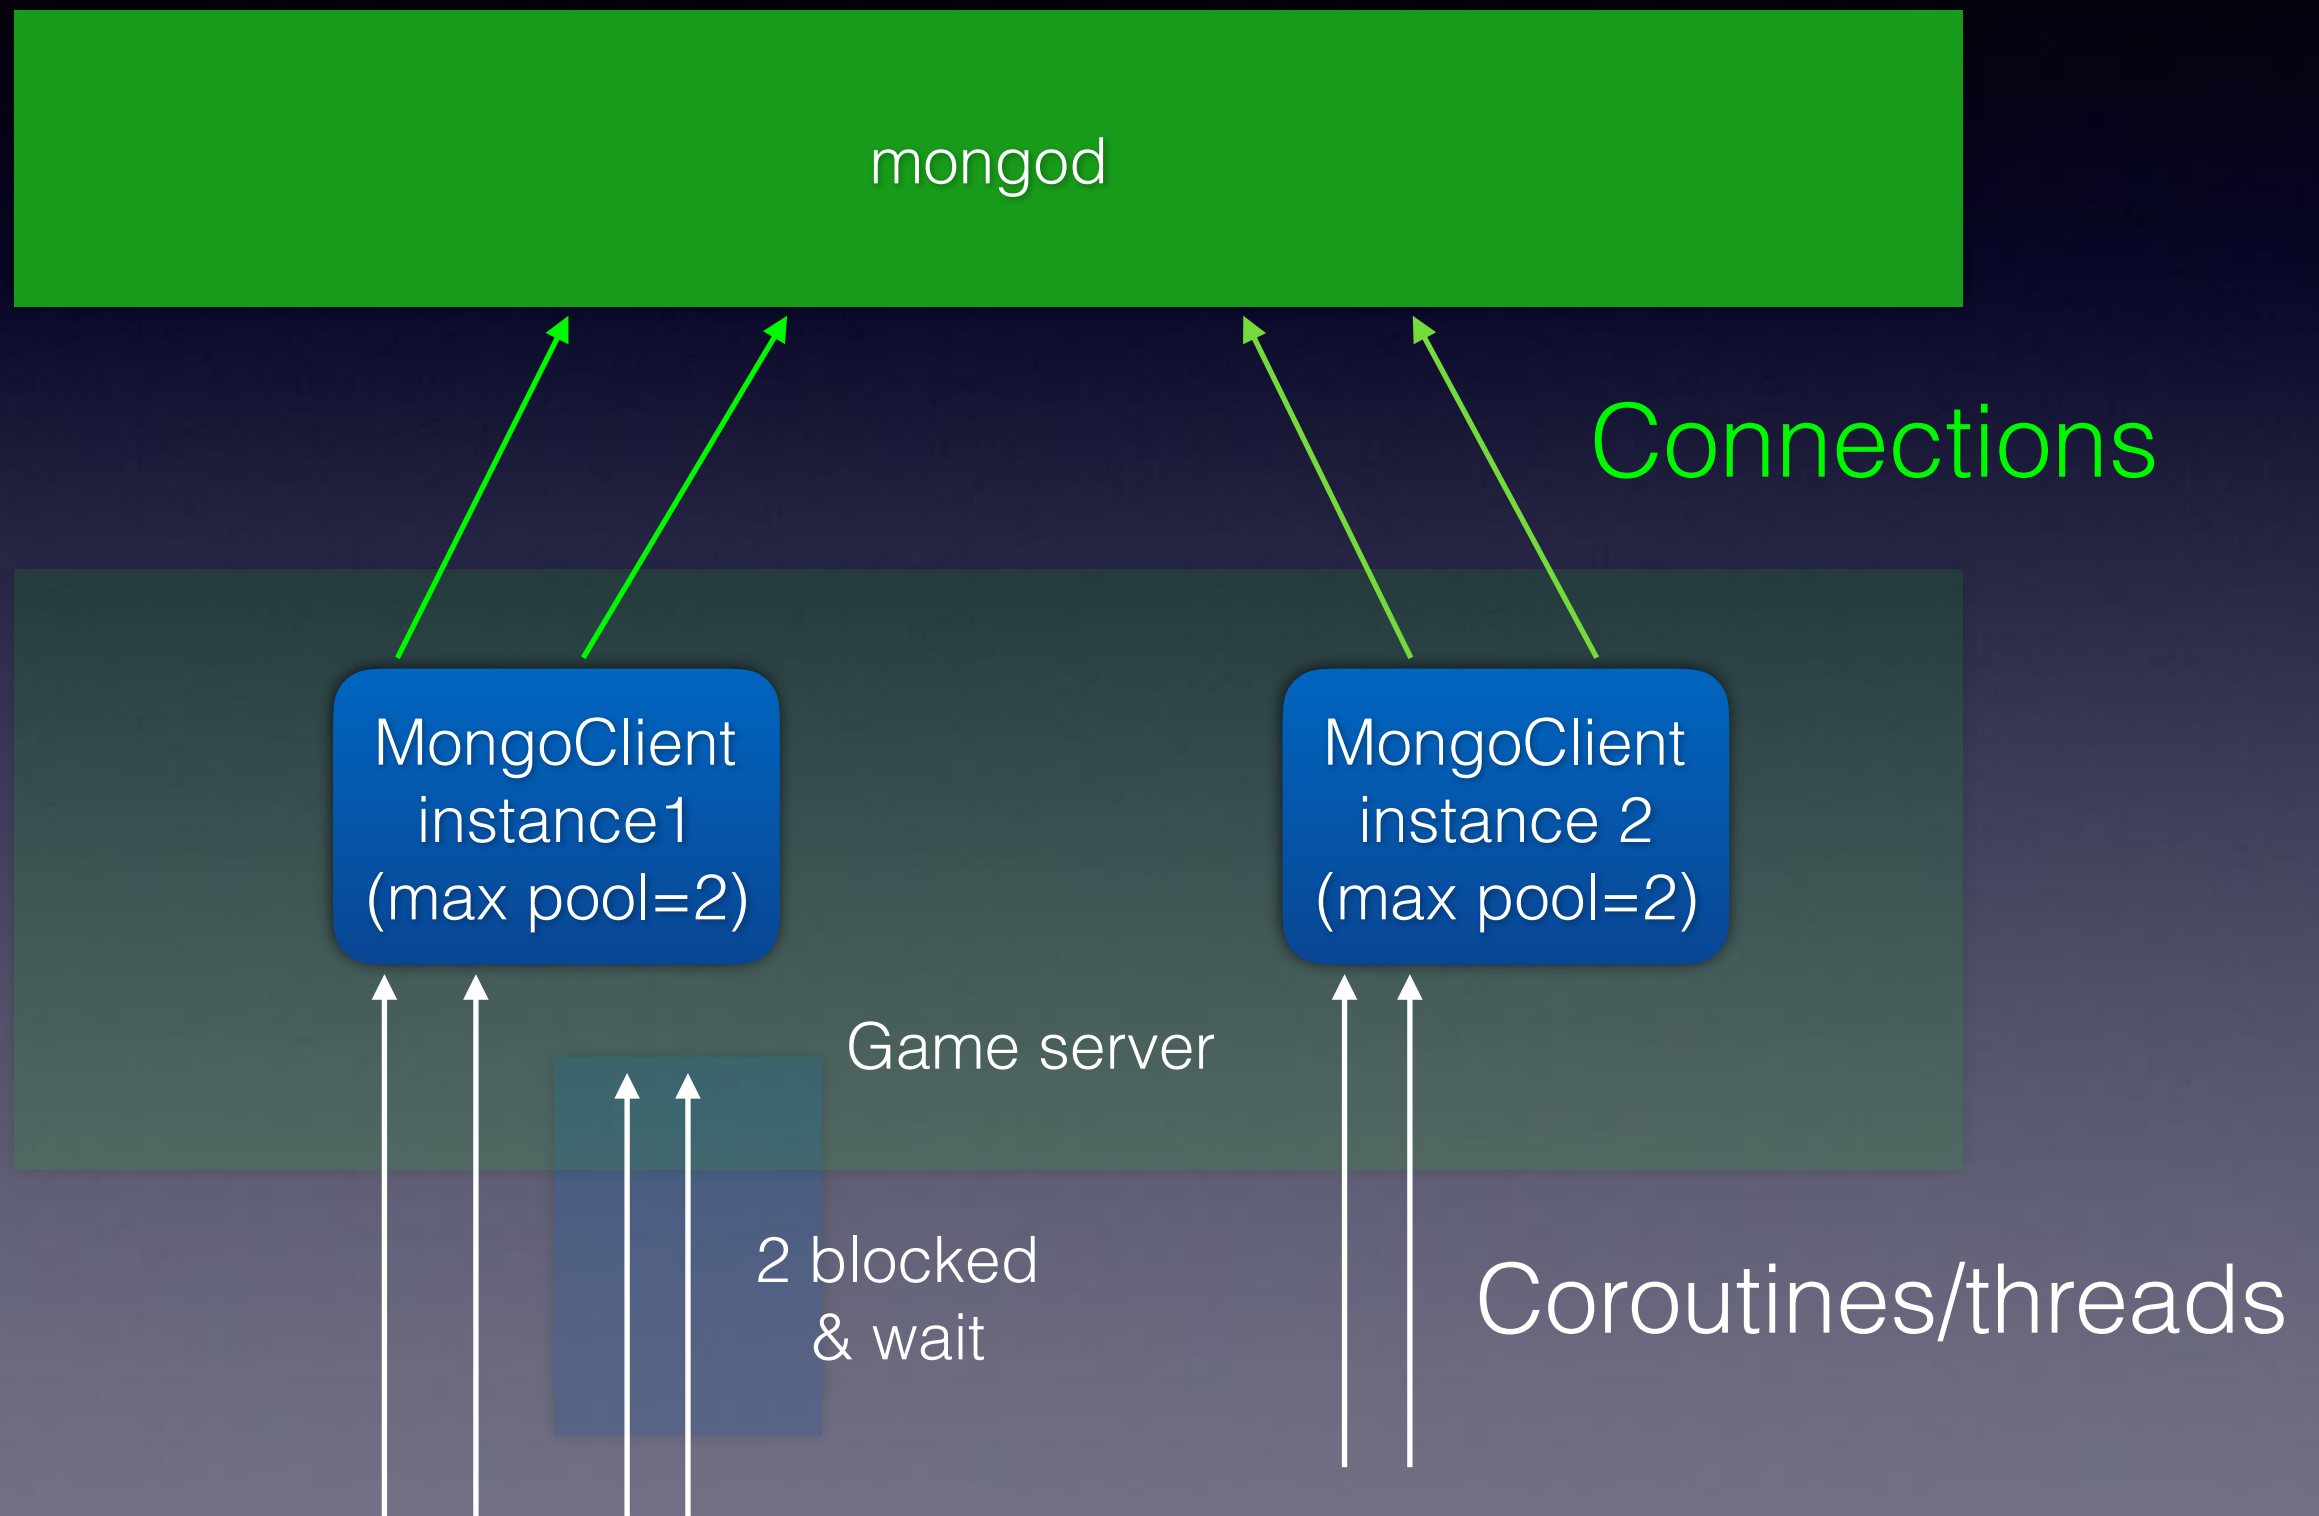 mongod
Connections
MongoClient
instance1
(max pool=2)
MongoClient
instance 2
(max pool=2)
Game server
2 blocked
& wait
Coroutines/threads